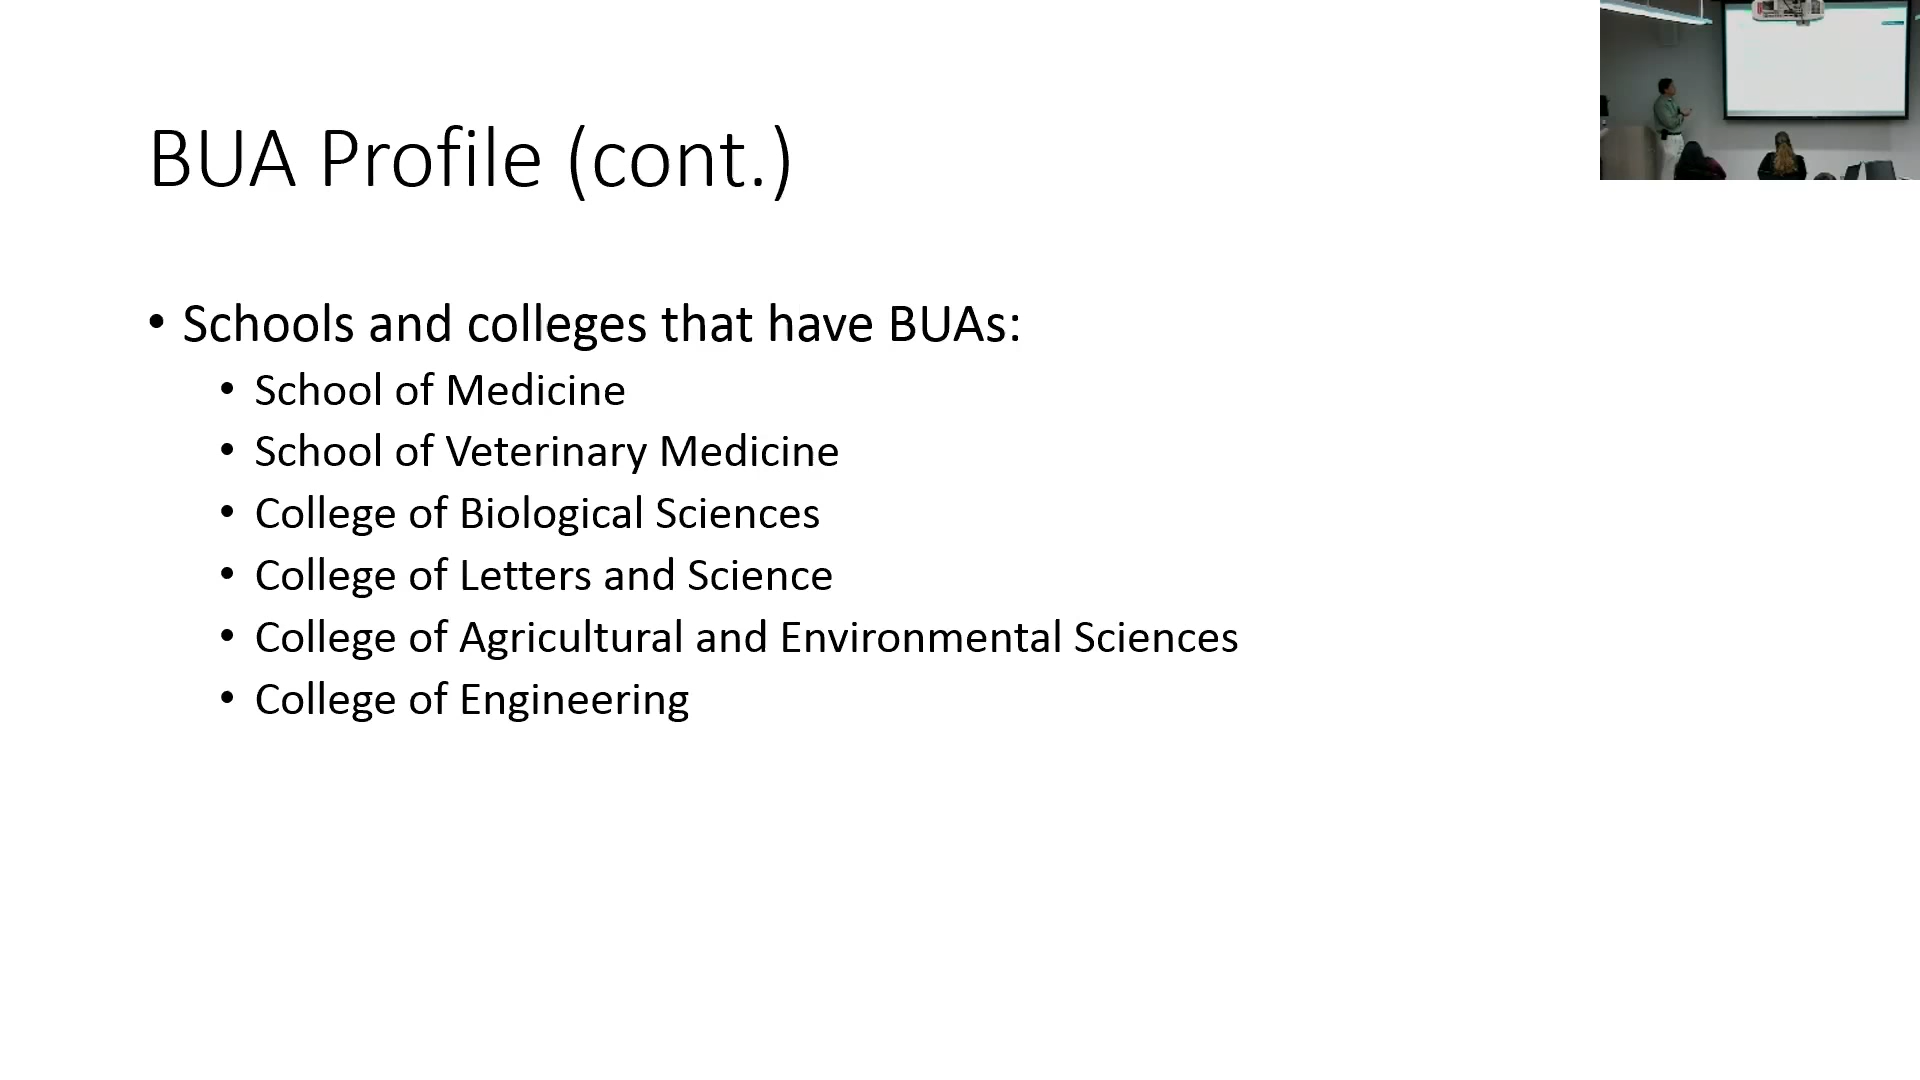 BUA Profile (cont.)
• Schools and colleges that have BUAs:
• School of Medicine
• School of Veterinary Medicine
• College of Biological Sciences
• College of Letters and Science
• College of Agricultural and Environmental Sciences
• College of Engineering